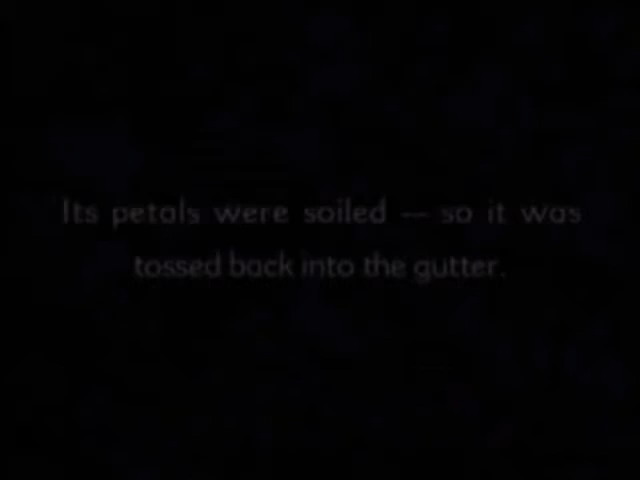 Its petals were soiled — so it was
tossed back into the gutter.